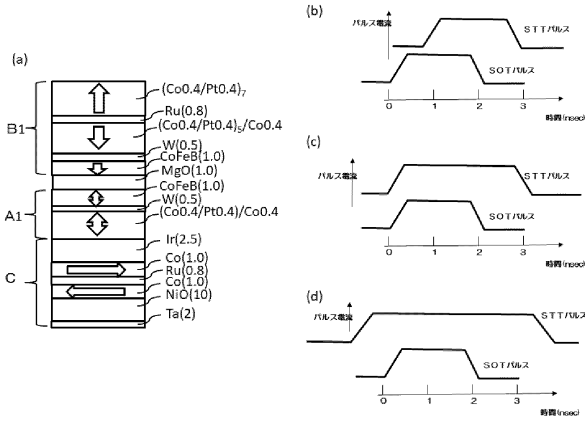 (a)
B1
A1
C
(Co0.4/Pt0.4)7
Ru(0.8)
(Co0.4/Pt0.4)5/Co0.4
W(0.5)
CoFeB(1.0)
MgO(1.0)
CoFeB(1.0)
W(0.5)
(Co0.4/Pt0.4)/Co0.4
Ir(2.5)
Co(1.0)
Ru(0.8)
Co(1.0)
NiO(10)
Ta(2)
(b)
パルス電流
STTパルス
SOTパルス
0 1 2 3
時間(nsec)
(c)
パルス電流
STTパルス
SOTパルス
0 1 2 3
時間(nsec)
(d)
パルス電流
STTパルス
SOTパルス
0 1 2 3
時間(nsec)